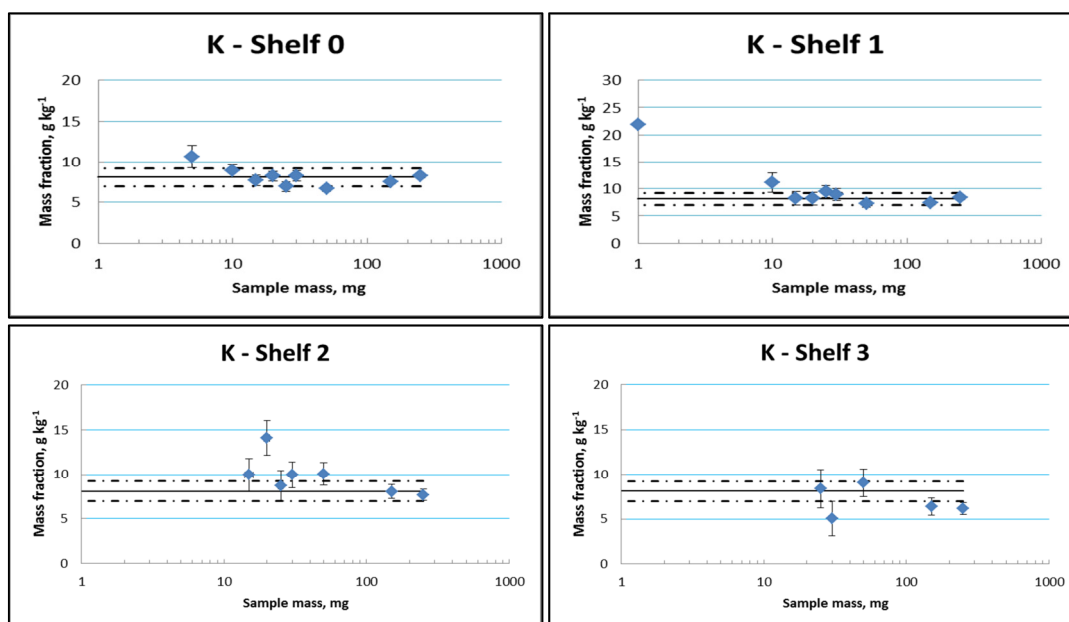 K - Shelf 0
Mass fraction, g kg⁻¹
20
15
10
5
0
1 10 100 1000
Sample mass, mg
K - Shelf 1
Mass fraction, g kg⁻¹
30
25
20
15
10
5
0
1 10 100 1000
Sample mass, mg
K - Shelf 2
Mass fraction, g kg⁻¹
20
15
10
5
0
1 10 100 1000
Sample mass, mg
K - Shelf 3
Mass fraction, g kg⁻¹
20
15
10
5
0
1 10 100 1000
Sample mass, mg